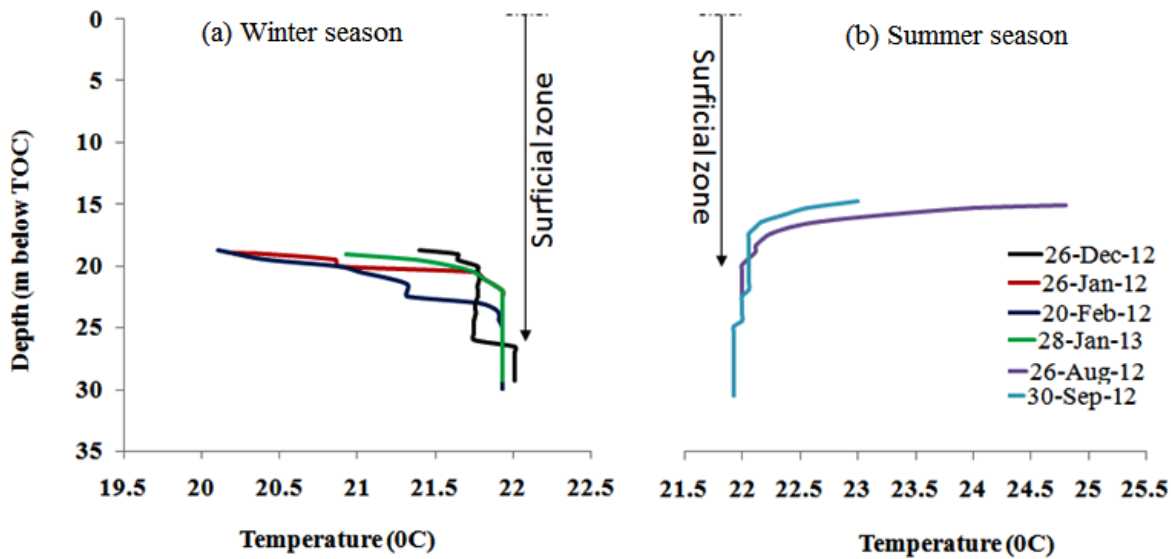 (a) Winter season
(b) Summer season
Depth (m below TOC)
0
5
10
15
20
25
30
35
Surficial zone
Surficial zone
26-Dec-12
26-Jan-12
20-Feb-12
28-Jan-13
26-Aug-12
30-Sep-12
19.5 20 20.5 21 21.5 22 22.5
21.5 22 22.5 23 23.5 24 24.5 25 25.5
Temperature (0C)
Temperature (0C)